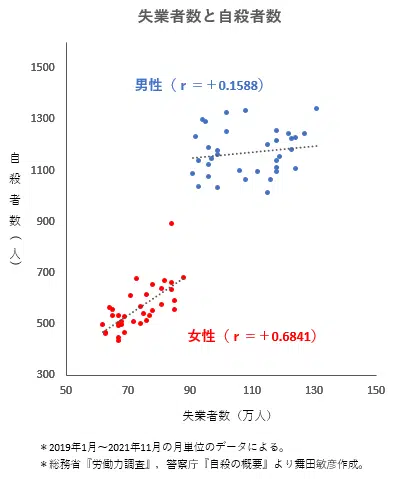 失業者数と自殺者数
1500
1300
1100
900
700
500
300
自殺者数（人）
男性（ｒ＝＋0.1588）
女性（ｒ＝＋0.6841）
50 70 90 110 130 150
失業者数（万人）
＊2019年1月～2021年11月の月単位のデータによる。
＊総務省『労働力調査』，警察庁『自殺の概要』より舞田敏彦作成。